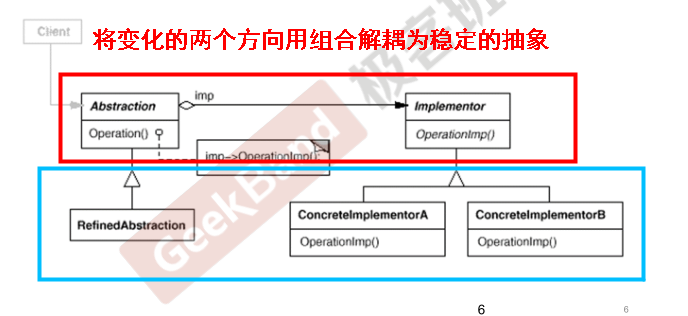 Client
将变化的两个方向用组合解耦为稳定的抽象
Abstraction
imp
Implementor
Operation()
OperationImp()
imp->OperationImp();
RefinedAbstraction
ConcreteImplementorA
ConcreteImplementorB
OperationImp()
OperationImp()
GeekBand 极客班
6
6